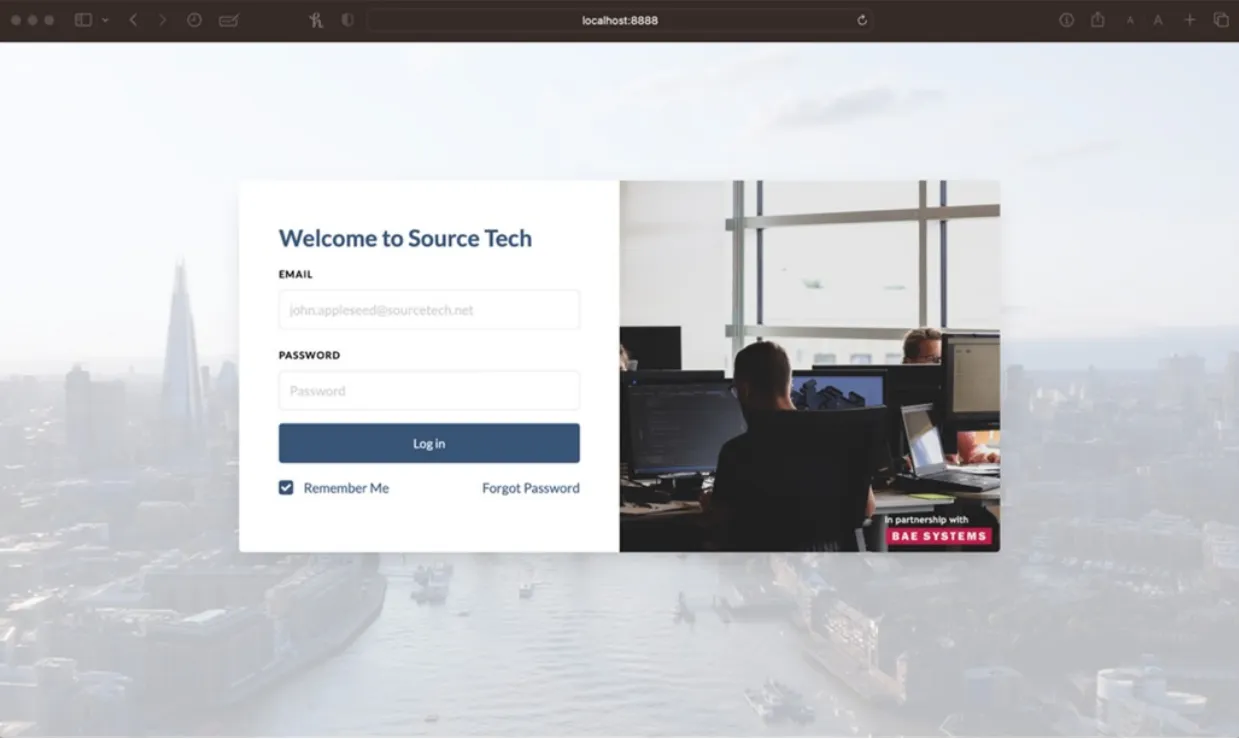 localhost:8888
A A
Welcome to Source Tech
EMAIL
john.appleseed@sourcetech.net
PASSWORD
Password
Log in
Remember Me
Forgot Password
In partnership with
BAE SYSTEMS